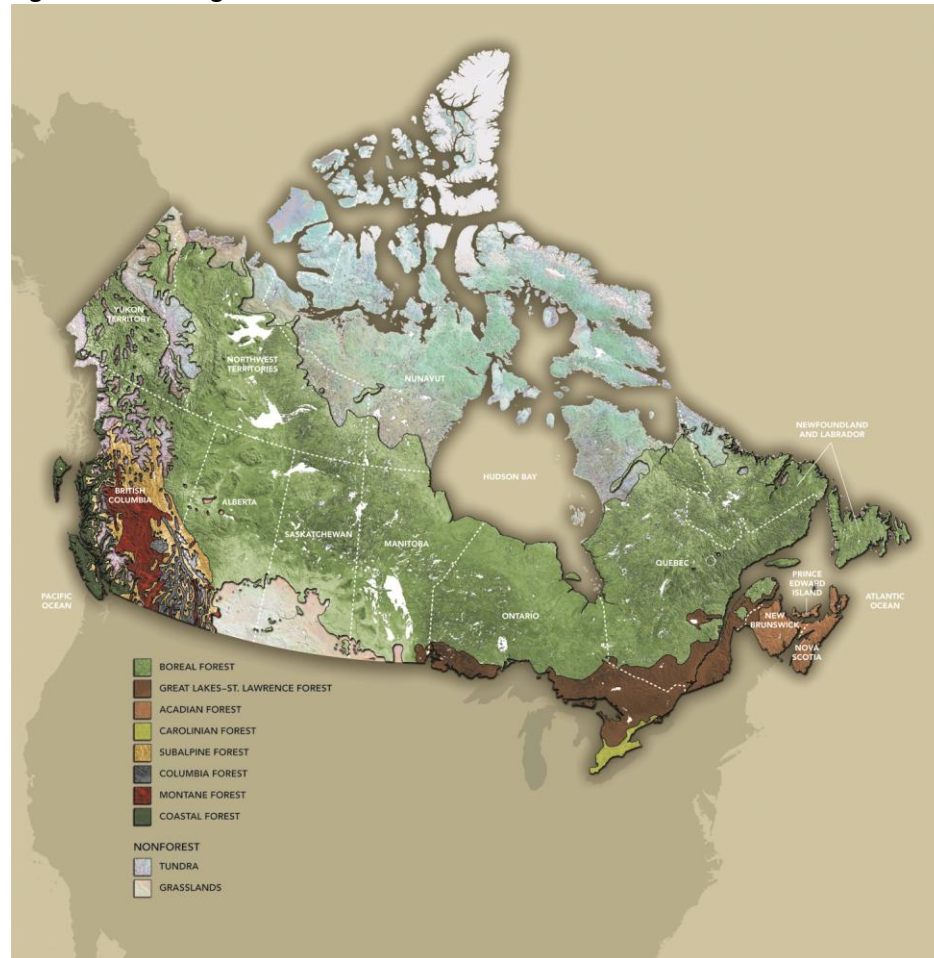 YUKON
TERRITORY
NORTHWEST
TERRITORIES
NUNAVUT
NEWFOUNDLAND
AND LABRADOR
HUDSON BAY
BRITISH
COLUMBIA
ALBERTA
SASKATCHEWAN
MANITOBA
QUEBEC
ONTARIO
PACIFIC
OCEAN
PRINCE
EDWARD
ISLAND
ATLANTIC
OCEAN
NEW
BRUNSWICK
NOVA
SCOTIA
BOREAL FOREST
GREAT LAKES–ST. LAWRENCE FOREST
ACADIAN FOREST
CAROLINIAN FOREST
SUBALPINE FOREST
COLUMBIA FOREST
MONTANE FOREST
COASTAL FOREST
NONFOREST
TUNDRA
GRASSLANDS